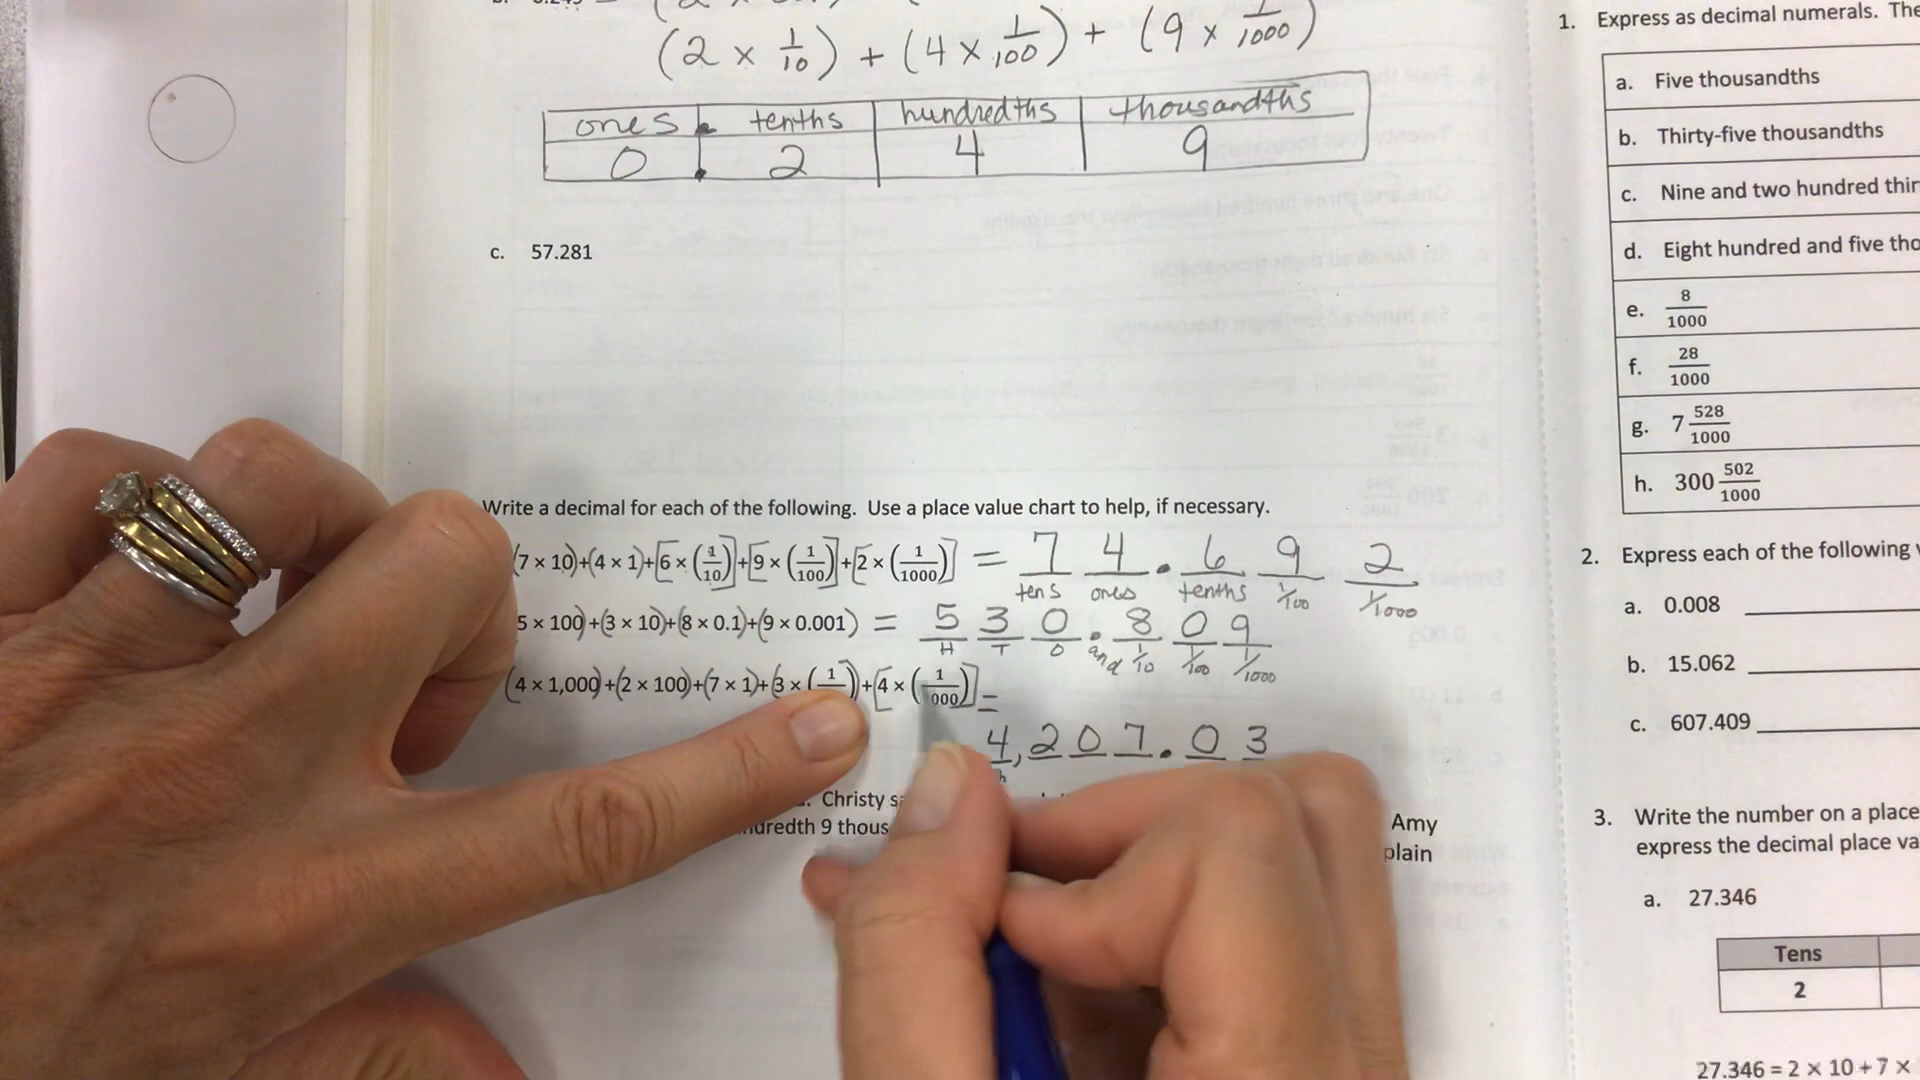 (2 × 1/10) + (4 × 1/100) + (9 × 1/1000)
ones . tenths hundredths thousandths
0 . 2 4 9
c. 57.281
Write a decimal for each of the following. Use a place value chart to help, if necessary.
(7 × 10)+(4 × 1)+[6 × (1/10)]+[9 × (1/100)]+[2 × (1/1000)] = 7 4 . 6 9 2
tens ones tenths 1/100 1/1000
5 × 100)+(3 × 10)+(8 × 0.1)+(9 × 0.001) = 5 3 0 . 8 0 9
H T O and 1/10 1/100 1/1000
(4 × 1,000)+(2 × 100)+(7 × 1)+(3 × (1
)+[4 × (1/000)] =
4,207.03
Christy
9 thous
Amy
plain
1. Express as decimal numerals. The
a. Five thousandths
b. Thirty-five thousandths
c. Nine and two hundred thir
d. Eight hundred and five tho
e. 8/1000
f. 28/1000
g. 7 528/1000
h. 300 502/1000
2. Express each of the following
a. 0.008
b. 15.062
c. 607.409
3. Write the number on a place
express the decimal place va
a. 27.346
Tens
2
27.346 = 2 × 10 + 7 ×